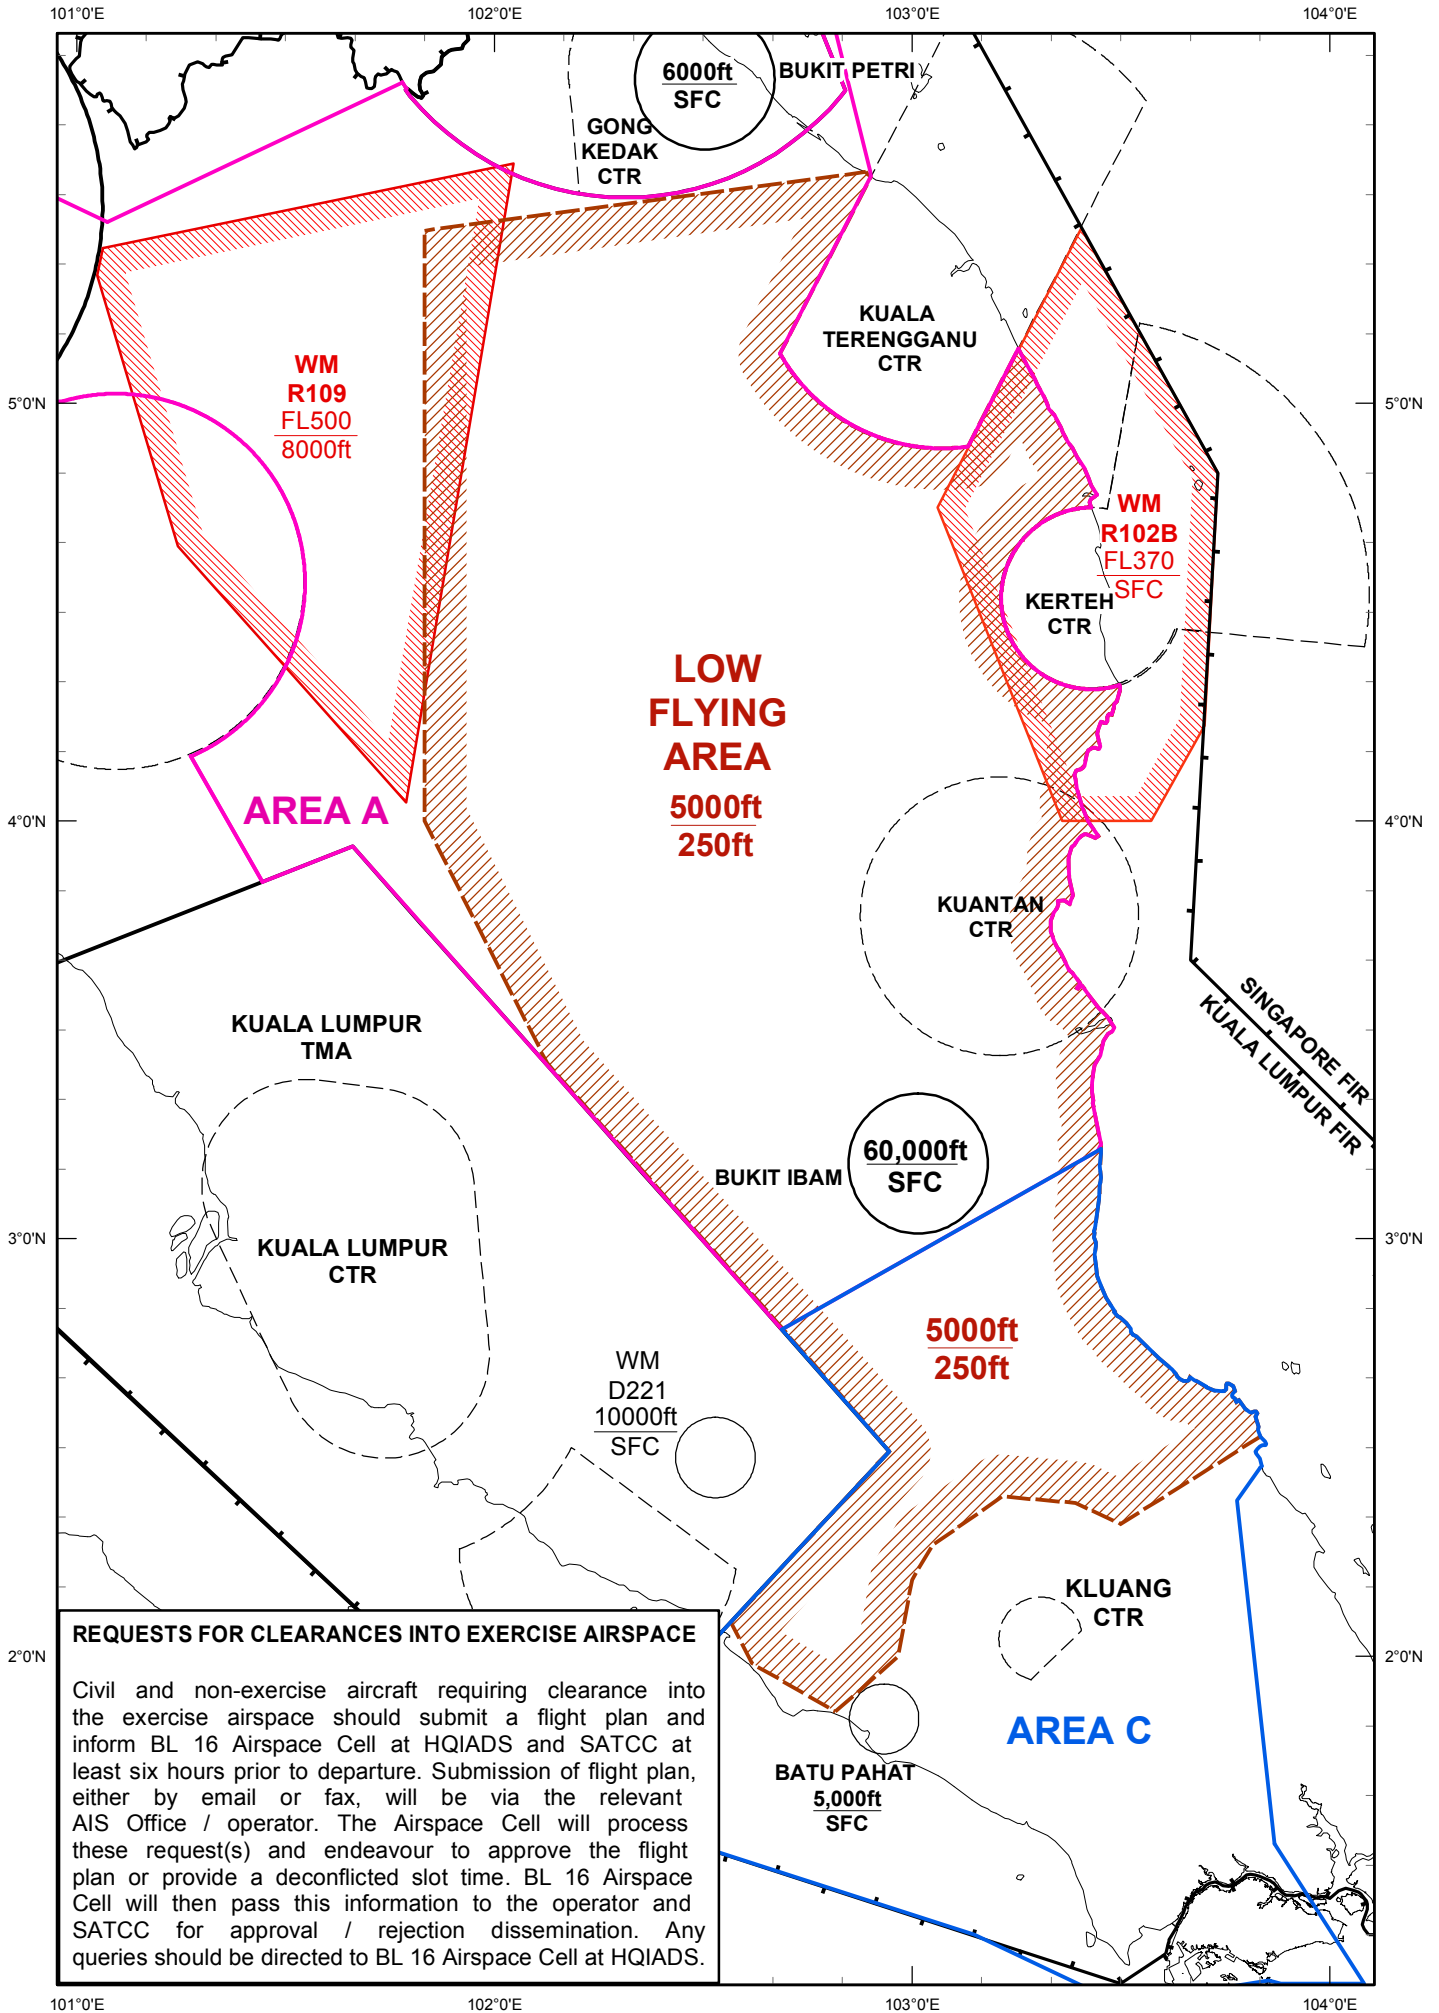 101°0'E
102°0'E
103°0'E
104°0'E
6000ft
SFC
BUKIT PETRI
GONG
KEDAK
CTR
KUALA
TERENGGANU
CTR
WM
R109
FL500
8000ft
5°0'N
5°0'N
WM
R102B
FL370
SFC
KERTEH
CTR
LOW
FLYING
AREA
5000ft
250ft
AREA A
4°0'N
4°0'N
KUANTAN
CTR
SINGAPORE FIR
KUALA LUMPUR FIR
KUALA LUMPUR
TMA
60,000ft
SFC
BUKIT IBAM
3°0'N
3°0'N
KUALA LUMPUR
CTR
5000ft
250ft
WM
D221
10000ft
SFC
KLUANG
CTR
2°0'N
2°0'N
AREA C
BATU PAHAT
5,000ft
SFC
REQUESTS FOR CLEARANCES INTO EXERCISE AIRSPACE
Civil and non-exercise aircraft requiring clearance into
the exercise airspace should submit a flight plan and
inform BL 16 Airspace Cell at HQIADS and SATCC at
least six hours prior to departure. Submission of flight plan,
either by email or fax, will be via the relevant
AIS Office / operator. The Airspace Cell will process
these request(s) and endeavour to approve the flight
plan or provide a deconflicted slot time. BL 16 Airspace
Cell will then pass this information to the operator and
SATCC for approval / rejection dissemination. Any
queries should be directed to BL 16 Airspace Cell at HQIADS.
101°0'E
102°0'E
103°0'E
104°0'E